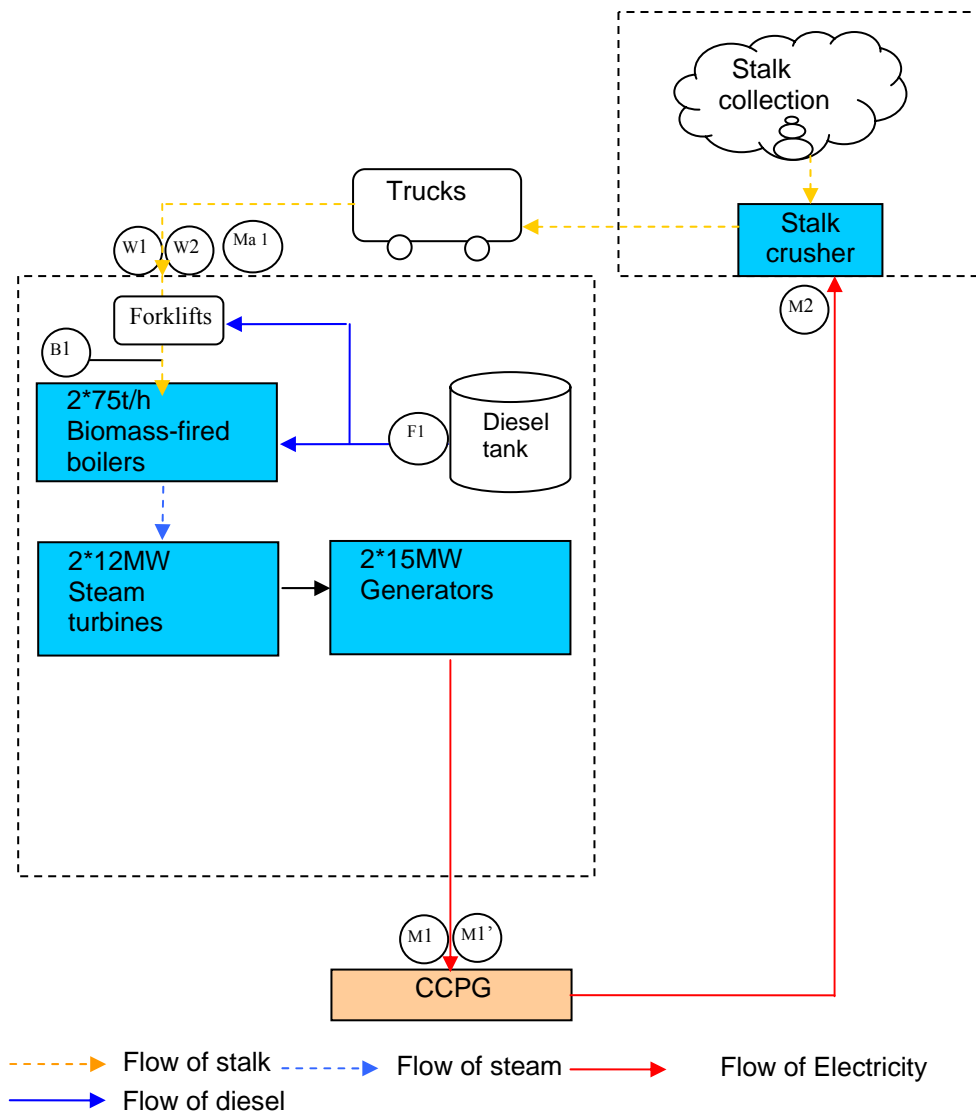 Stalk
collection
Trucks
Stalk
crusher
W1
W2
Ma 1
M2
Forklifts
B1
2*75t/h
Biomass-fired
boilers
F1
Diesel
tank
2*12MW
Steam
turbines
2*15MW
Generators
M1
M1’
CCPG
Flow of stalk
Flow of steam
Flow of Electricity
Flow of diesel